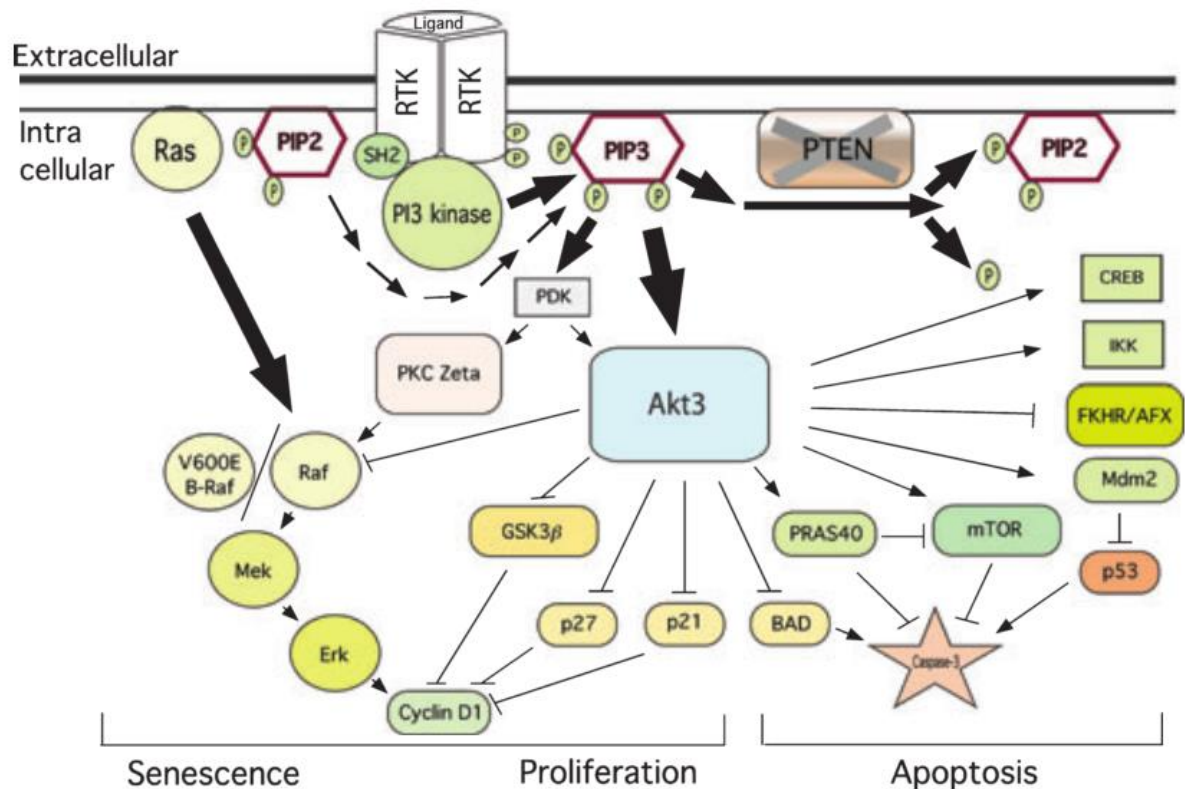 Ligand
Extracellular
RTK
RTK
Intra
cellular
Ras
P
PIP2
P
SH2
P
P
PI3 kinase
P
PIP3
P
P
PTEN
P
PIP2
P
P
PDK
CREB
IKK
PKC Zeta
Akt3
FKHR/AFX
V600E
B-Raf
Raf
Mdm2
GSK3β
PRAS40
mTOR
Mek
p53
p27
p21
BAD
Erk
Caspase-3
Cyclin D1
Senescence
Proliferation
Apoptosis